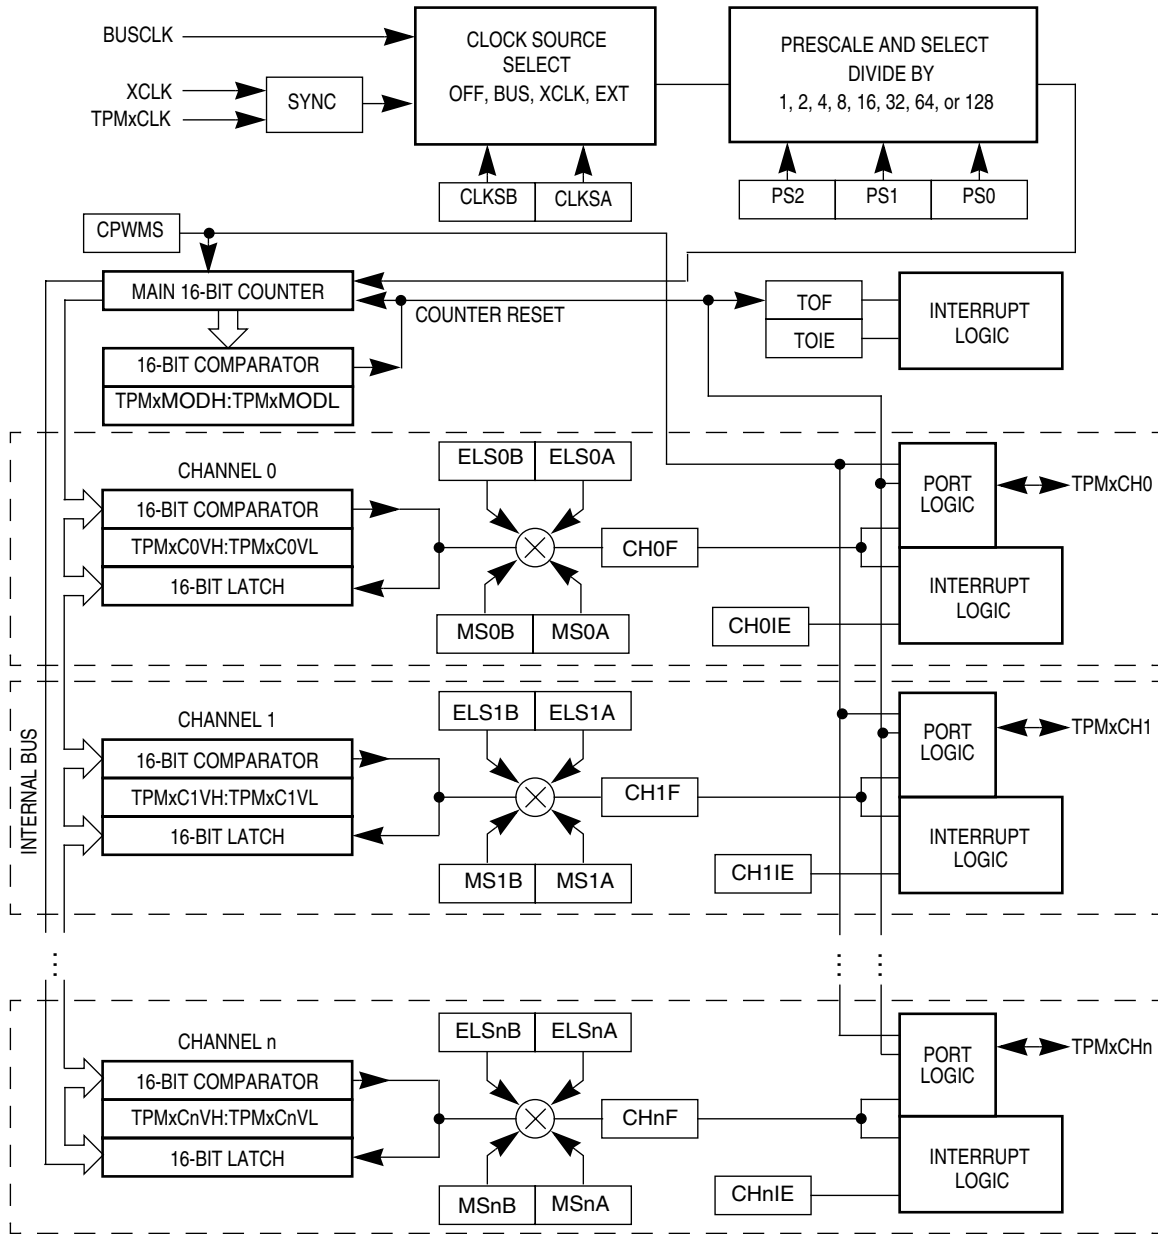 BUSCLK
XCLK
TPMxCLK
SYNC
CLOCK SOURCE
SELECT
OFF, BUS, XCLK, EXT
PRESCALE AND SELECT
DIVIDE BY
1, 2, 4, 8, 16, 32, 64, or 128
CLKSB
CLKSA
PS2
PS1
PS0
CPWMS
MAIN 16-BIT COUNTER
COUNTER RESET
TOF
TOIE
INTERRUPT
LOGIC
16-BIT COMPARATOR
TPMxMODH:TPMxMODL
INTERNAL BUS
CHANNEL 0
16-BIT COMPARATOR
TPMxC0VH:TPMxC0VL
16-BIT LATCH
ELS0B
ELS0A
MS0B
MS0A
CH0F
CH0IE
PORT
LOGIC
INTERRUPT
LOGIC
TPMxCH0
CHANNEL 1
16-BIT COMPARATOR
TPMxC1VH:TPMxC1VL
16-BIT LATCH
ELS1B
ELS1A
MS1B
MS1A
CH1F
CH1IE
PORT
LOGIC
INTERRUPT
LOGIC
TPMxCH1
CHANNEL n
16-BIT COMPARATOR
TPMxCnVH:TPMxCnVL
16-BIT LATCH
ELSnB
ELSnA
MSnB
MSnA
CHnF
CHnIE
PORT
LOGIC
INTERRUPT
LOGIC
TPMxCHn